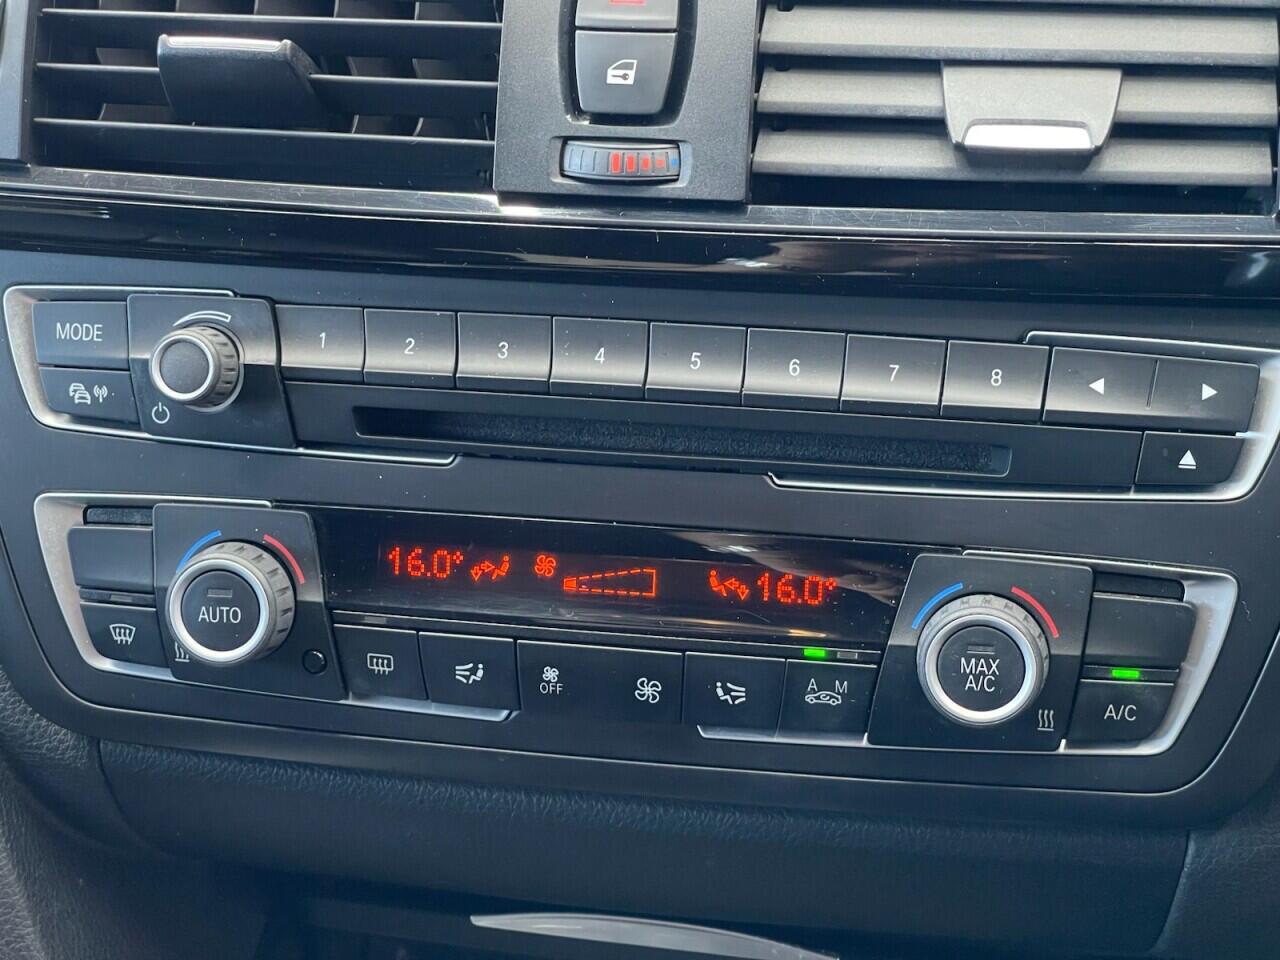 MODE
1 2 3 4 5 6 7 8
16.0° 16.0°
AUTO
OFF
A M
MAX
A/C
A/C